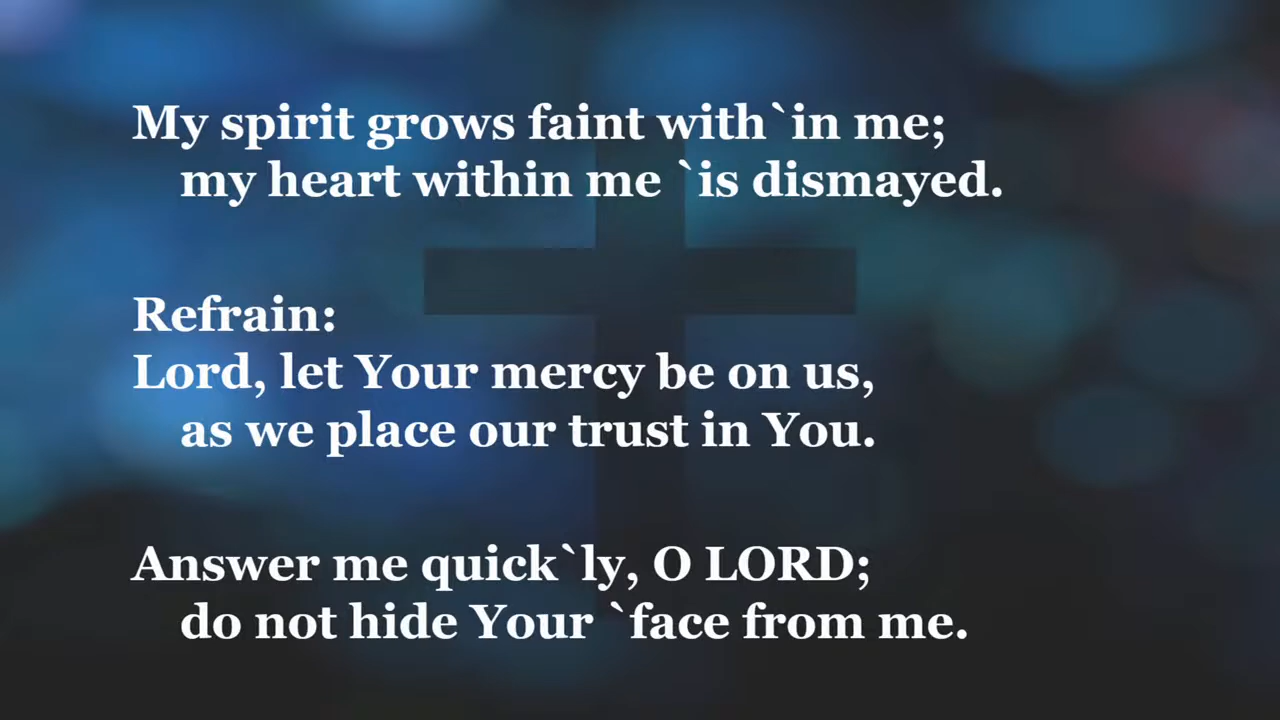 My spirit grows faint with`in me;
my heart within me `is dismayed.
Refrain:
Lord, let Your mercy be on us,
as we place our trust in You.
Answer me quick`ly, O LORD;
do not hide Your `face from me.